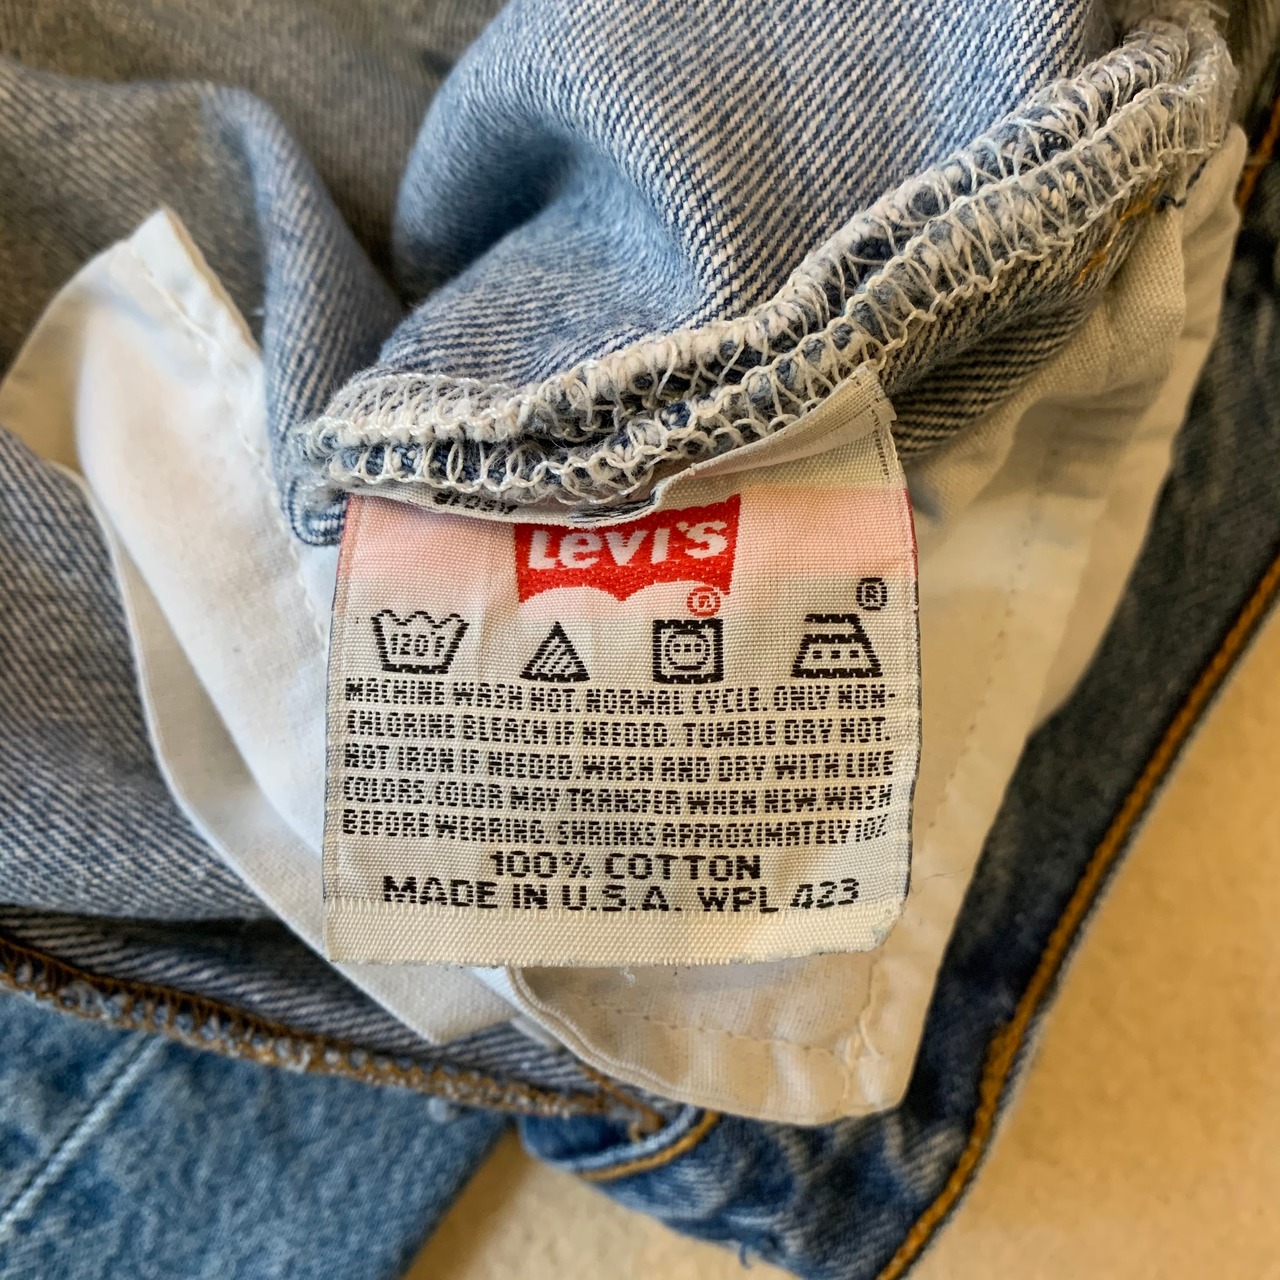 Levi's
®
®
120F
MACHINE WASH HOT. NORMAL CYCLE. ONLY NON-
CHLORINE BLEACH IF NEEDED. TUMBLE DRY HOT.
HOT IRON IF NEEDED. WASH AND DRY WITH LIKE
COLORS. COLOR MAY TRANSFER WHEN NEW. WASH
BEFORE WEARING. SHRINKS APPROXIMATELY 10%
100% COTTON
MADE IN U.S.A. WPL 423